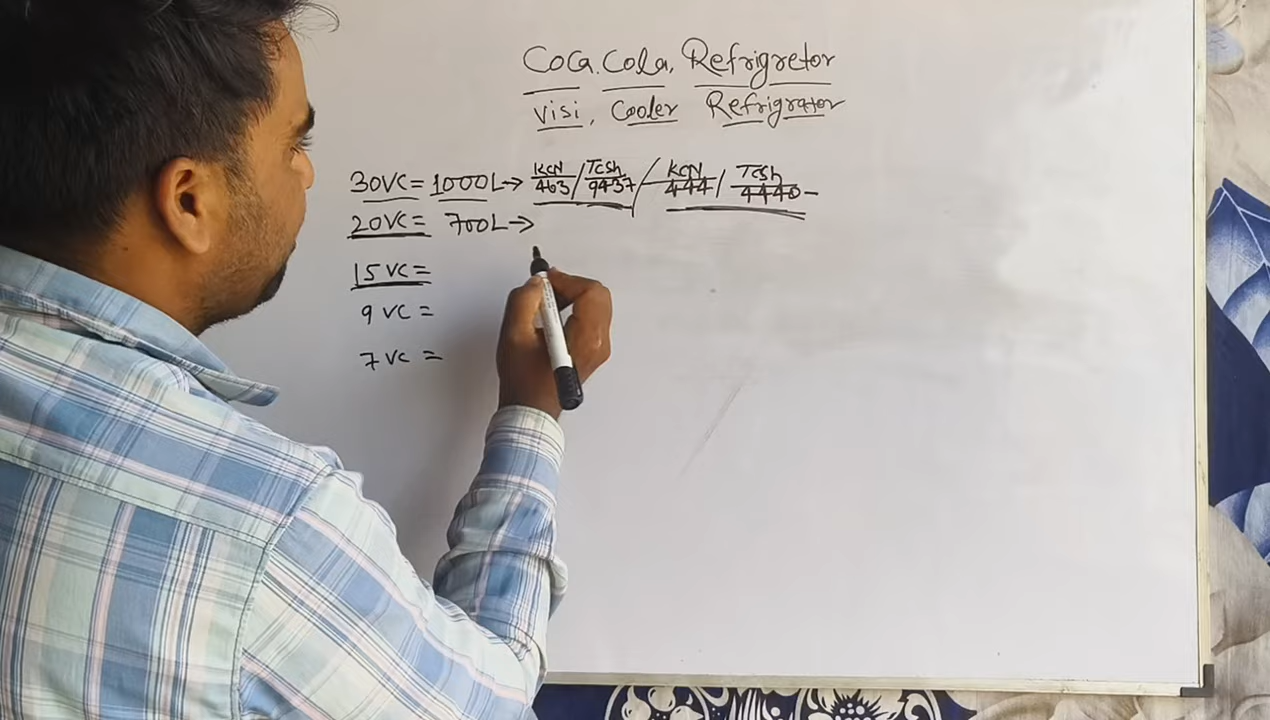 Coca.Cola, Refrigretor
visi, Cooler Refrigrator
30VC = 1000L → KCN 463 / TCSh 9437 / KCN 444 / TCSh 4440 -
20VC = 700L →
15 VC =
9 VC =
7 VC =